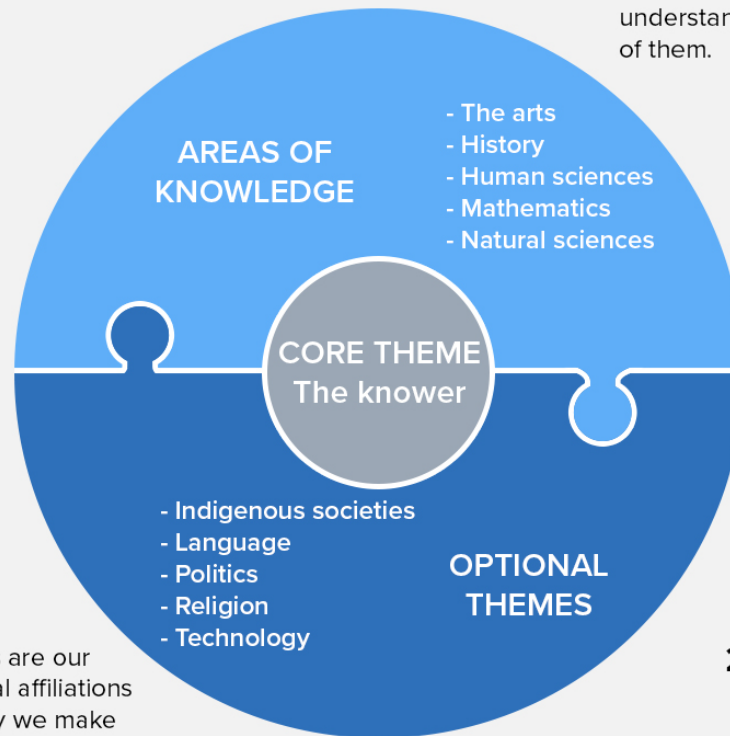 understan
of them.
AREAS OF
KNOWLEDGE
- The arts
- History
- Human sciences
- Mathematics
- Natural sciences
CORE THEME
The knower
- Indigenous societies
- Language
- Politics
- Religion
- Technology
OPTIONAL
THEMES
are our
al affiliations
y we make